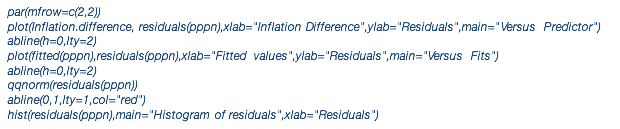 par(mfrow=c(2,2))
plot(Inflation.difference, residuals(pppn),xlab="Inflation Difference",ylab="Residuals",main="Versus Predictor")
abline(h=0,lty=2)
plot(fitted(pppn),residuals(pppn),xlab="Fitted values",ylab="Residuals",main="Versus Fits")
abline(h=0,lty=2)
qqnorm(residuals(pppn))
abline(0,1,lty=1,col="red")
hist(residuals(pppn),main="Histogram of residuals",xlab="Residuals")